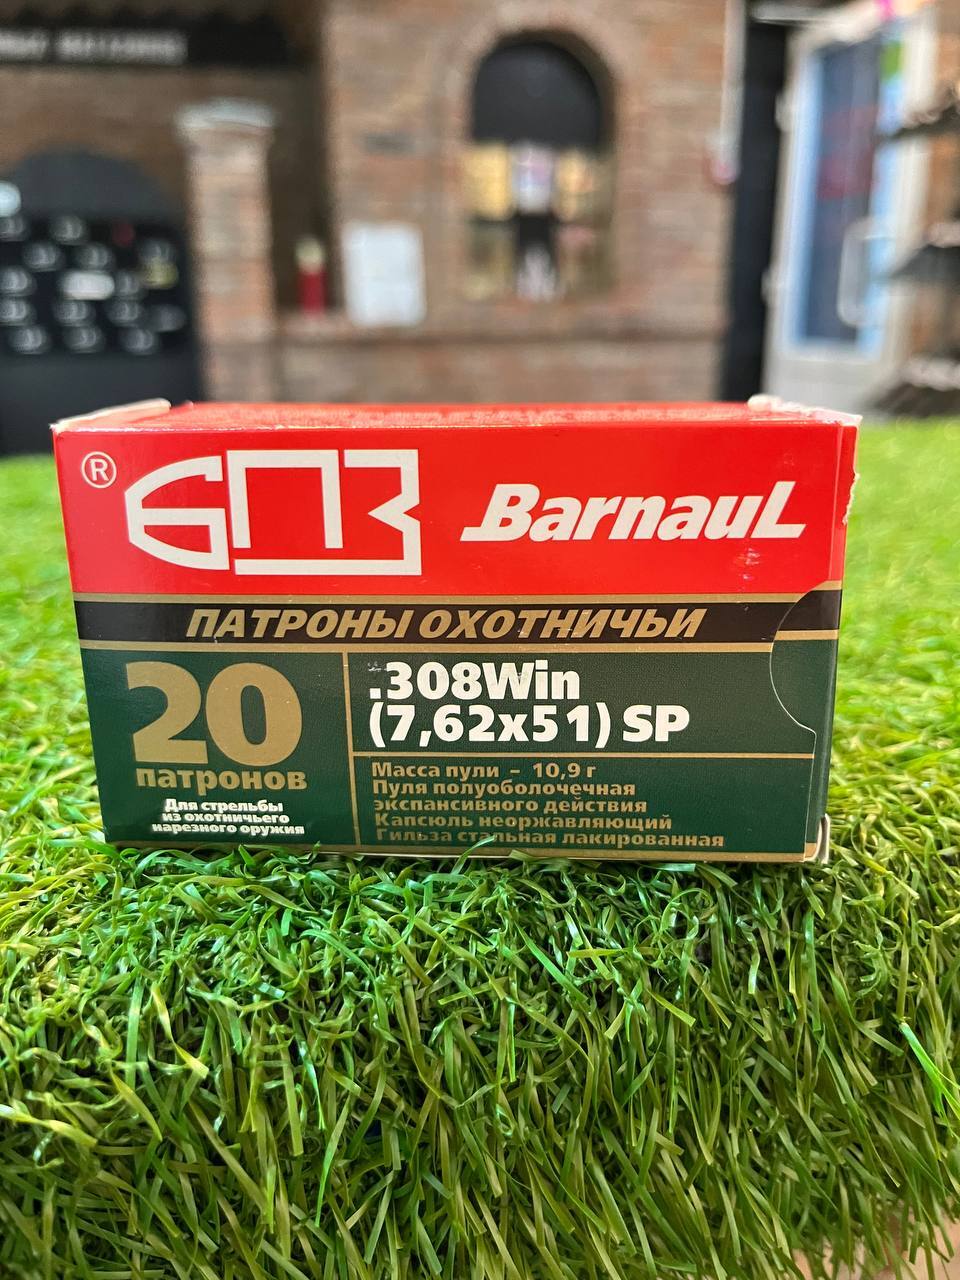 ®
БПЗ
Barnaul
ПАТРОНЫ ОХОТНИЧЬИ
20
патронов
Для стрельбы
из охотничьего
нарезного оружия
.308Win
(7,62x51) SP
Масса пули – 10,9 г
Пуля полуоболочечная
экспансивного действия
Капсюль неоржавляющий
Гильза стальная лакированная